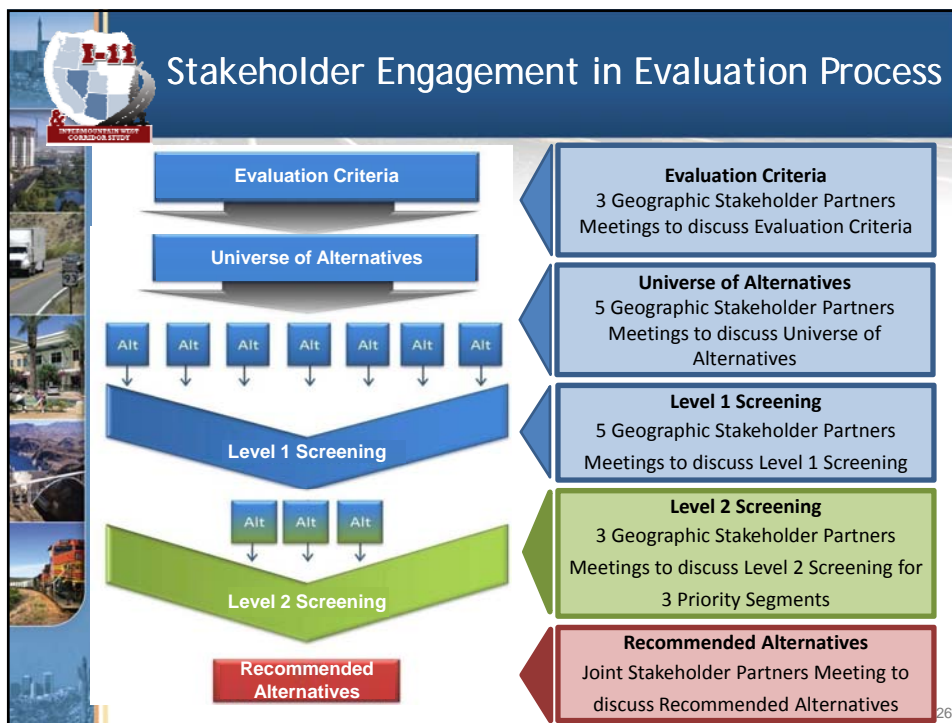 I-11
&
INTERMOUNTAIN WEST
CORRIDOR STUDY
Stakeholder Engagement in Evaluation Process
93
Evaluation Criteria
Universe of Alternatives
Alt Alt Alt Alt Alt Alt Alt
Level 1 Screening
Alt Alt Alt
Level 2 Screening
Recommended
Alternatives
Evaluation Criteria
3 Geographic Stakeholder Partners
Meetings to discuss Evaluation Criteria
Universe of Alternatives
5 Geographic Stakeholder Partners
Meetings to discuss Universe of
Alternatives
Level 1 Screening
5 Geographic Stakeholder Partners
Meetings to discuss Level 1 Screening
Level 2 Screening
3 Geographic Stakeholder Partners
Meetings to discuss Level 2 Screening for
3 Priority Segments
Recommended Alternatives
Joint Stakeholder Partners Meeting to
discuss Recommended Alternatives
26